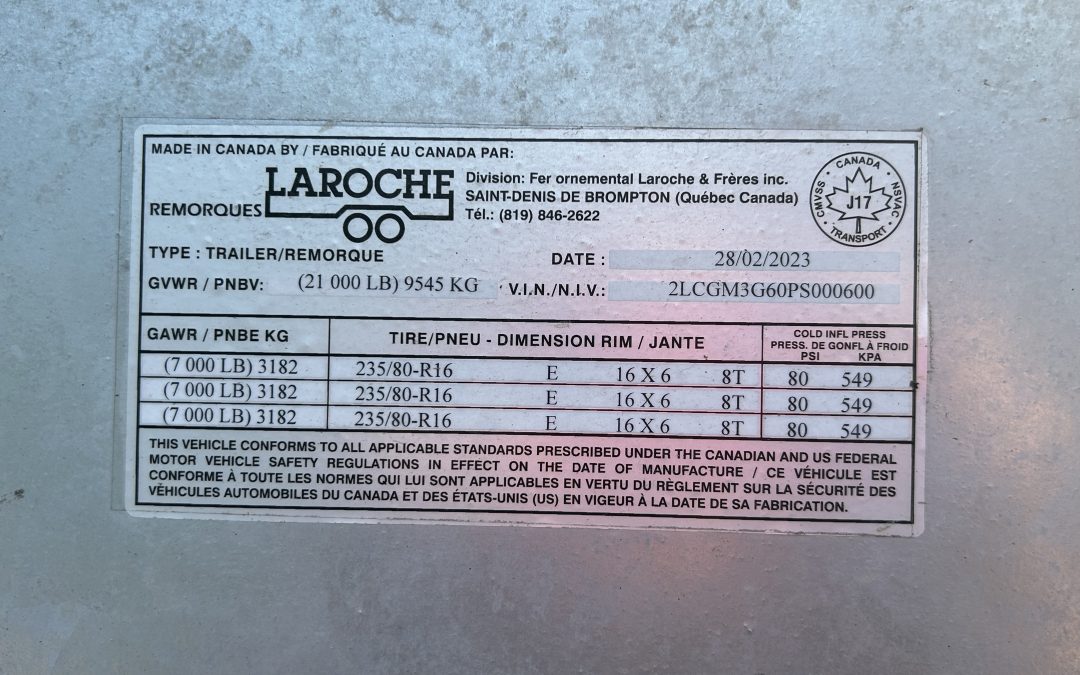 MADE IN CANADA BY / FABRIQUÉ AU CANADA PAR:
REMORQUES LAROCHE
Division: Fer ornemental Laroche & Frères inc.
SAINT-DENIS DE BROMPTON (Québec Canada)
Tél.: (819) 846-2622
CANADA
CMVSS J17 NSVAC
TRANSPORT
TYPE : TRAILER/REMORQUE DATE : 28/02/2023
GVWR / PNBV: (21 000 LB) 9545 KG V.I.N./N.I.V.: 2LCGM3G60PS000600
GAWR / PNBE KG TIRE/PNEU - DIMENSION RIM / JANTE COLD INFL PRESS
PRESS. DE GONFL À FROID
PSI KPA
(7 000 LB) 3182 235/80-R16 E 16 X 6 8T 80 549
(7 000 LB) 3182 235/80-R16 E 16 X 6 8T 80 549
(7 000 LB) 3182 235/80-R16 E 16 X 6 8T 80 549
THIS VEHICLE CONFORMS TO ALL APPLICABLE STANDARDS PRESCRIBED UNDER THE CANADIAN AND US FEDERAL
MOTOR VEHICLE SAFETY REGULATIONS IN EFFECT ON THE DATE OF MANUFACTURE / CE VÉHICULE EST
CONFORME À TOUTE LES NORMES QUI LUI SONT APPLICABLES EN VERTU DU RÈGLEMENT SUR LA SÉCURITÉ DES
VÉHICULES AUTOMOBILES DU CANADA ET DES ÉTATS-UNIS (US) EN VIGEUR À LA DATE DE SA FABRICATION.